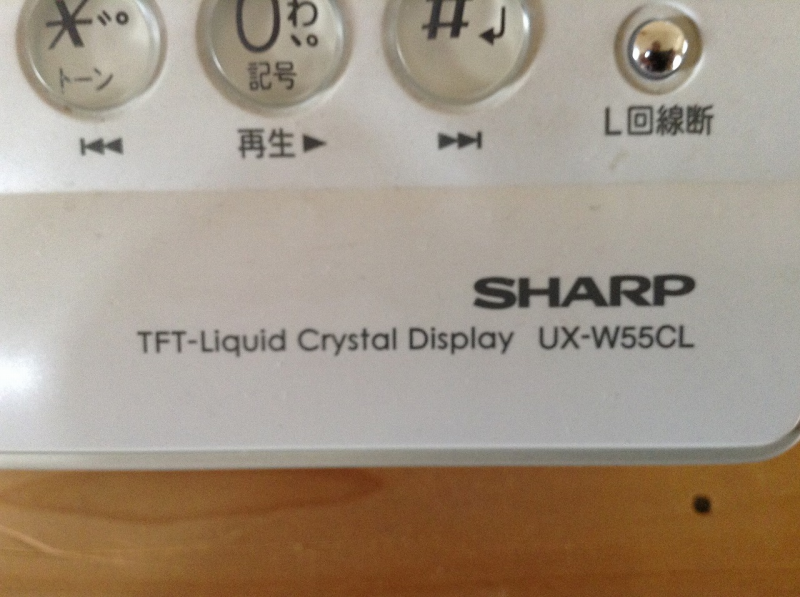 *゛゜ 0わ、。 #↲
トーン 記号
⏮ 再生▶ ⏭ L回線断
SHARP
TFT-Liquid Crystal Display UX-W55CL